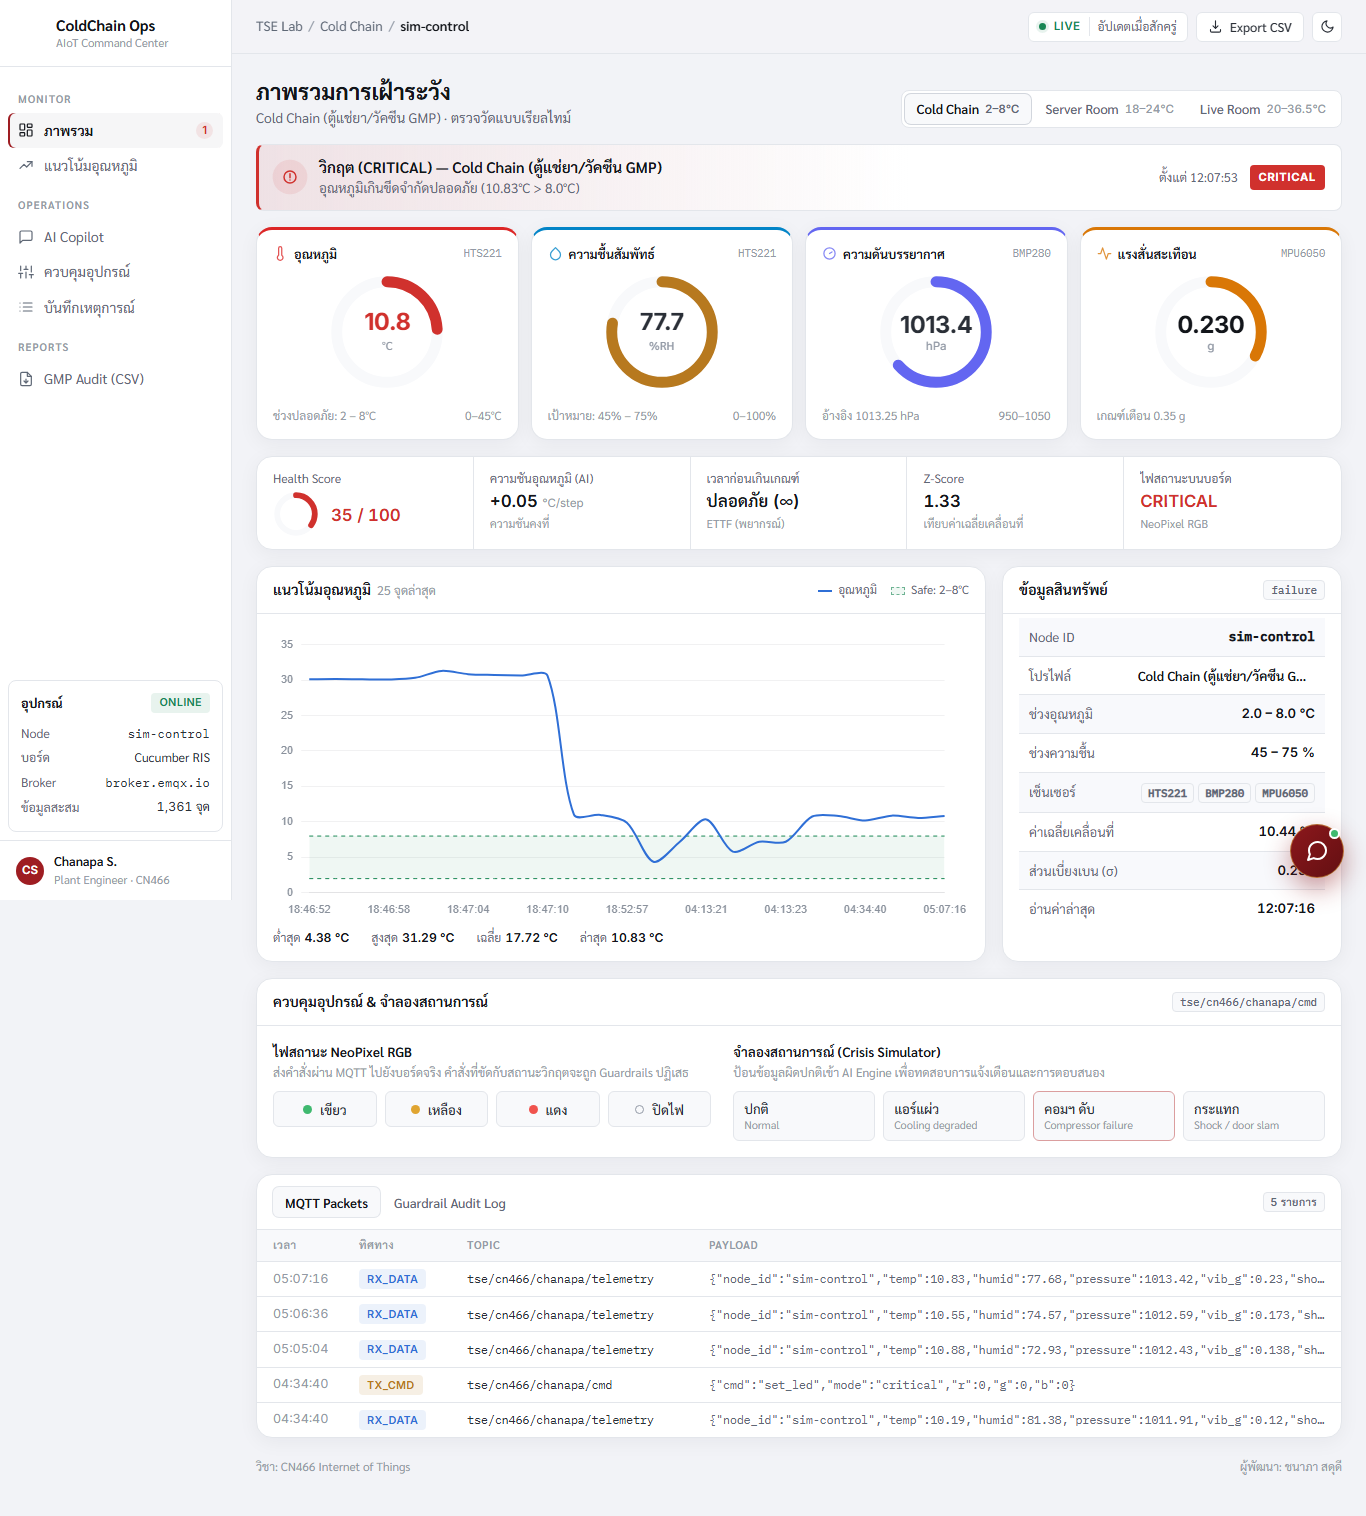 ColdChain Ops
AIoT Command Center
MONITOR
ภาพรวม 1
แนวโน้มอุณหภูมิ
OPERATIONS
AI Copilot
ควบคุมอุปกรณ์
บันทึกเหตุการณ์
REPORTS
GMP Audit (CSV)
อุปกรณ์ ONLINE
Node sim-control
บอร์ด Cucumber RIS
Broker broker.emqx.io
ข้อมูลสะสม 1,361 จุด
CS Chanapa S.
Plant Engineer · CN466
TSE Lab / Cold Chain / sim-control
LIVE อัปเดตเมื่อสักครู่
Export CSV
ภาพรวมการเฝ้าระวัง
Cold Chain (ตู้แช่ยา/วัคซีน GMP) · ตรวจวัดแบบเรียลไทม์
Cold Chain 2–8°C Server Room 18–24°C Live Room 20–36.5°C
วิกฤต (CRITICAL) — Cold Chain (ตู้แช่ยา/วัคซีน GMP)
อุณหภูมิเกินขีดจำกัดปลอดภัย (10.83°C > 8.0°C)
ตั้งแต่ 12:07:53 CRITICAL
อุณหภูมิ HTS221
10.8
°C
ช่วงปลอดภัย: 2 – 8°C 0–45°C
ความชื้นสัมพัทธ์ HTS221
77.7
%RH
เป้าหมาย: 45% – 75% 0–100%
ความดันบรรยากาศ BMP280
1013.4
hPa
อ้างอิง 1013.25 hPa 950–1050
แรงสั่นสะเทือน MPU6050
0.230
g
เกณฑ์เตือน 0.35 g
Health Score
35 / 100
ความชันอุณหภูมิ (AI)
+0.05 °C/step
ความชันคงที่
เวลาก่อนเกินเกณฑ์
ปลอดภัย (∞)
ETTF (พยากรณ์)
Z-Score
1.33
เทียบค่าเฉลี่ยเคลื่อนที่
ไฟสถานะบนบอร์ด
CRITICAL
NeoPixel RGB
แนวโน้มอุณหภูมิ 25 จุดล่าสุด
อุณหภูมิ Safe: 2–8°C
35
30
25
20
15
10
5
0
18:46:52 18:46:58 18:47:04 18:47:10 18:52:57 04:13:21 04:13:23 04:34:40 05:07:16
ต่ำสุด 4.38 °C สูงสุด 31.29 °C เฉลี่ย 17.72 °C ล่าสุด 10.83 °C
ข้อมูลสินทรัพย์ failure
Node ID sim-control
โปรไฟล์ Cold Chain (ตู้แช่ยา/วัคซีน G...
ช่วงอุณหภูมิ 2.0 – 8.0 °C
ช่วงความชื้น 45 – 75 %
เซ็นเซอร์ HTS221 BMP280 MPU6050
ค่าเฉลี่ยเคลื่อนที่ 10.44
ส่วนเบี่ยงเบน (σ)
อ่านค่าล่าสุด 12:07:16
ควบคุมอุปกรณ์ & จำลองสถานการณ์ tse/cn466/chanapa/cmd
ไฟสถานะ NeoPixel RGB
ส่งคำสั่งผ่าน MQTT ไปยังบอร์ดจริง คำสั่งที่ขัดกับสถานะวิกฤตจะถูก Guardrails ปฏิเสธ
เขียว เหลือง แดง ปิดไฟ
จำลองสถานการณ์ (Crisis Simulator)
ป้อนข้อมูลผิดปกติเข้า AI Engine เพื่อทดสอบการแจ้งเตือนและการตอบสนอง
ปกติ
Normal
แอร์แผ่ว
Cooling degraded
คอมฯ ดับ
Compressor failure
กระแทก
Shock / door slam
MQTT Packets Guardrail Audit Log 5 รายการ
เวลา ทิศทาง TOPIC PAYLOAD
05:07:16 RX_DATA tse/cn466/chanapa/telemetry {"node_id":"sim-control","temp":10.83,"humid":77.68,"pressure":1013.42,"vib_g":0.23,"sho…
05:06:36 RX_DATA tse/cn466/chanapa/telemetry {"node_id":"sim-control","temp":10.55,"humid":74.57,"pressure":1012.59,"vib_g":0.173,"sh…
05:05:04 RX_DATA tse/cn466/chanapa/telemetry {"node_id":"sim-control","temp":10.88,"humid":72.93,"pressure":1012.43,"vib_g":0.138,"sh…
04:34:40 TX_CMD tse/cn466/chanapa/cmd {"cmd":"set_led","mode":"critical","r":0,"g":0,"b":0}
04:34:40 RX_DATA tse/cn466/chanapa/telemetry {"node_id":"sim-control","temp":10.19,"humid":81.38,"pressure":1011.91,"vib_g":0.12,"sho…
วิชา: CN466 Internet of Things
ผู้พัฒนา: ชนาภา สดุดี